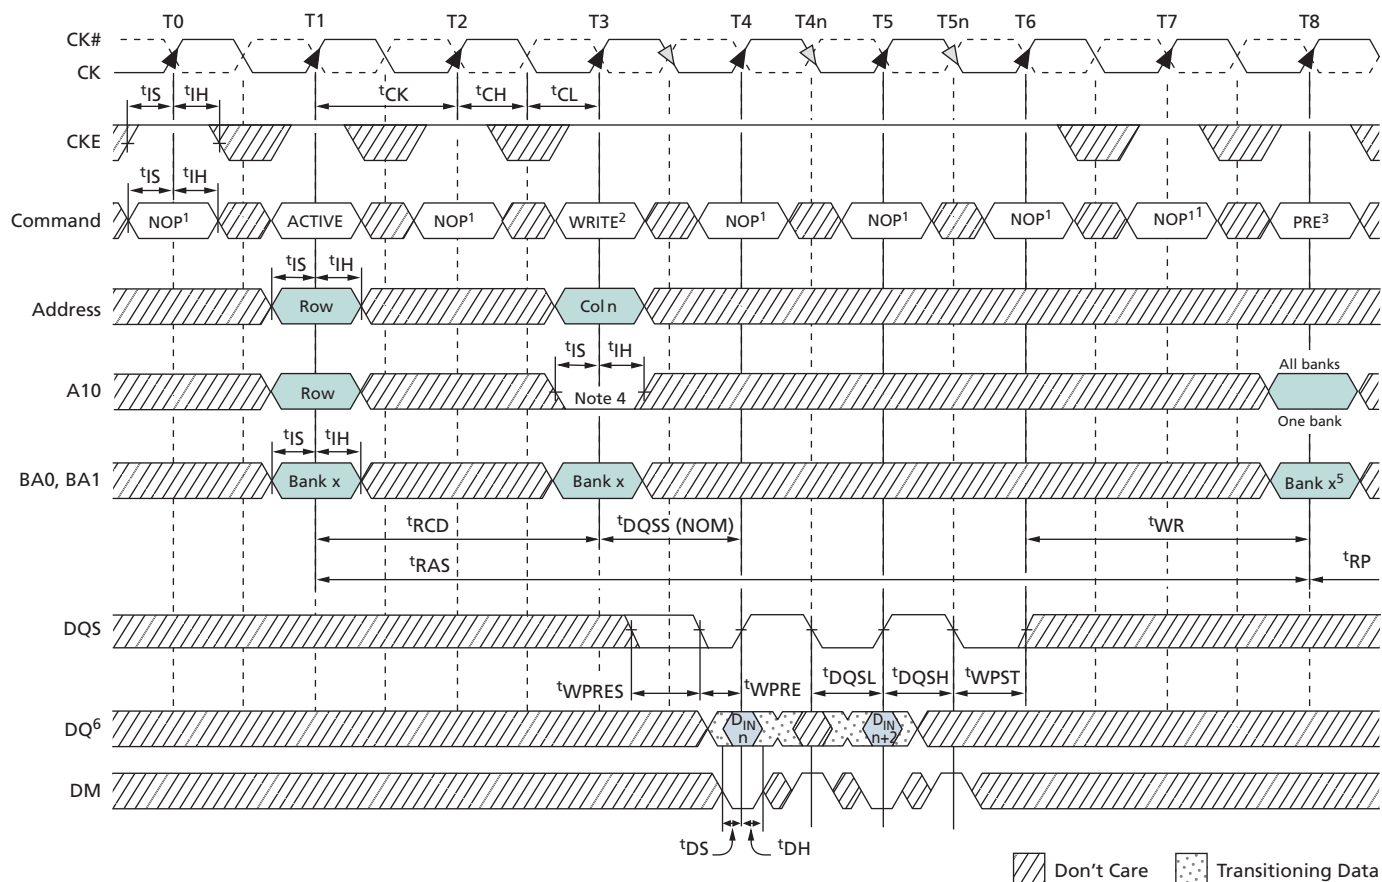 T0 T1 T2 T3 T4 T4n T5 T5n T6 T7 T8
CK#
CK
tIS tIH tCK tCH tCL
CKE
tIS tIH
Command NOP1 ACTIVE NOP1 WRITE2 NOP1 NOP1 NOP1 NOP11 PRE3
tIS tIH
Address Row Col n
tIS tIH All banks
A10 Row Note 4
One bank
tIS tIH
BA0, BA1 Bank x Bank x Bank x5
tRCD tDQSS (NOM) tWR
tRAS tRP
DQS
tWPRES tWPRE tDQSL tDQSH tWPST
DQ6 DIN n DIN n+2
DM
tDS tDH
Don't Care Transitioning Data